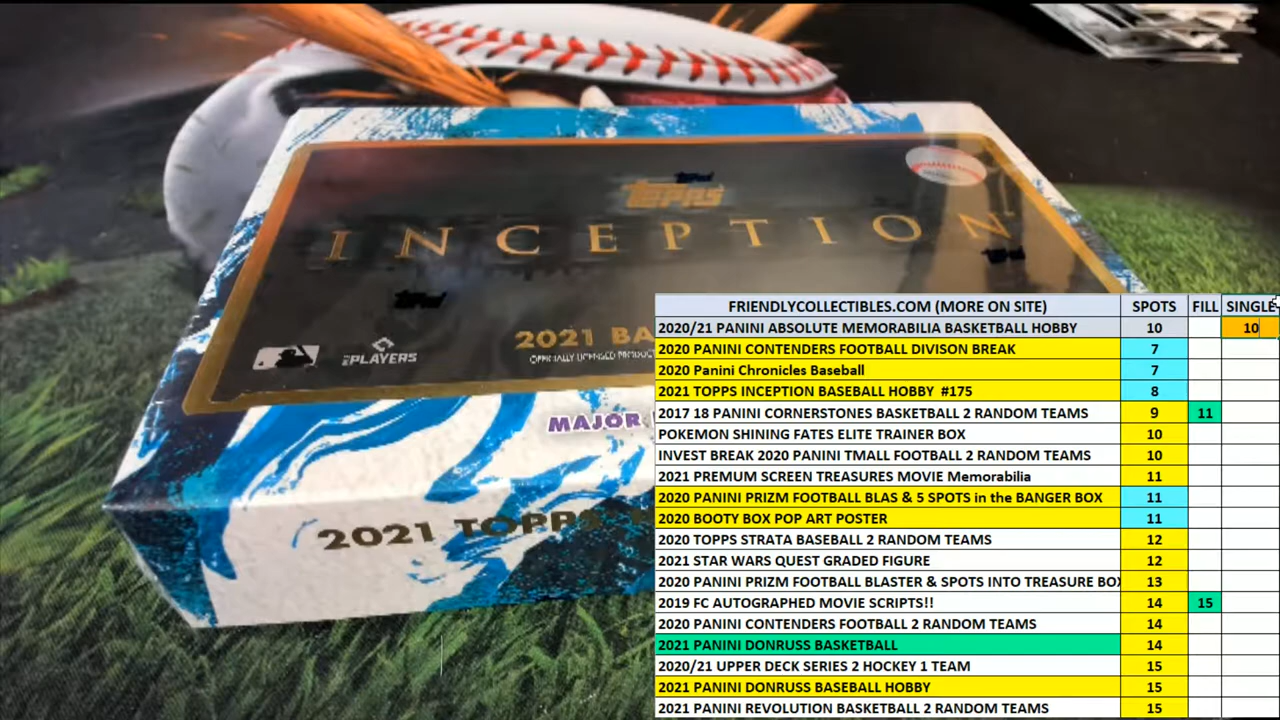 Topps
TOPPS
INCEPTION
Topps
Topps
2021 BA
PLAYERS
MAJOR
2021 TOPPS
FRIENDLYCOLLECTIBLES.COM (MORE ON SITE) SPOTS FILL SINGLE
2020/21 PANINI ABSOLUTE MEMORABILIA BASKETBALL HOBBY 10 10
2020 PANINI CONTENDERS FOOTBALL DIVISON BREAK 7
2020 Panini Chronicles Baseball 7
2021 TOPPS INCEPTION BASEBALL HOBBY #175 8
2017 18 PANINI CORNERSTONES BASKETBALL 2 RANDOM TEAMS 9 11
POKEMON SHINING FATES ELITE TRAINER BOX 10
INVEST BREAK 2020 PANINI TMALL FOOTBALL 2 RANDOM TEAMS 10
2021 PREMUM SCREEN TREASURES MOVIE Memorabilia 11
2020 PANINI PRIZM FOOTBALL BLAS & 5 SPOTS in the BANGER BOX 11
2020 BOOTY BOX POP ART POSTER 11
2020 TOPPS STRATA BASEBALL 2 RANDOM TEAMS 12
2021 STAR WARS QUEST GRADED FIGURE 12
2020 PANINI PRIZM FOOTBALL BLASTER & SPOTS INTO TREASURE BOX 13
2019 FC AUTOGRAPHED MOVIE SCRIPTS!! 14 15
2020 PANINI CONTENDERS FOOTBALL 2 RANDOM TEAMS 14
2021 PANINI DONRUSS BASKETBALL 14
2020/21 UPPER DECK SERIES 2 HOCKEY 1 TEAM 15
2021 PANINI DONRUSS BASEBALL HOBBY 15
2021 PANINI REVOLUTION BASKETBALL 2 RANDOM TEAMS 15